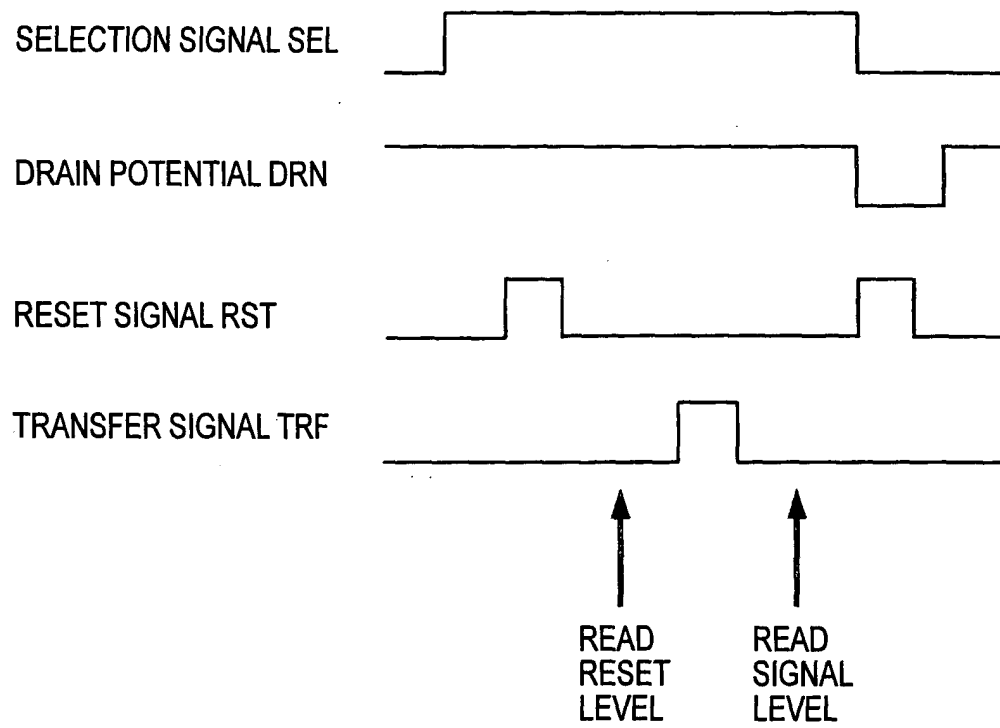 SELECTION SIGNAL SEL
DRAIN POTENTIAL DRN
RESET SIGNAL RST
TRANSFER SIGNAL TRF
READ
RESET
LEVEL
READ
SIGNAL
LEVEL